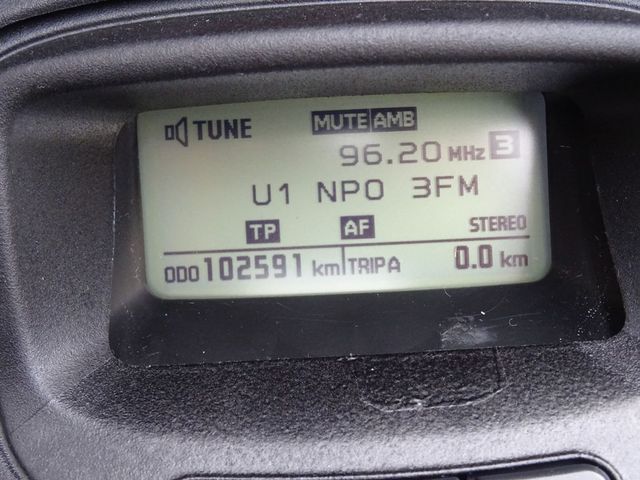 TUNE MUTE AMB
96.20 MHz 3
U1 NPO 3FM
TP AF STEREO
ODO 102591 km TRIP A 0.0 km